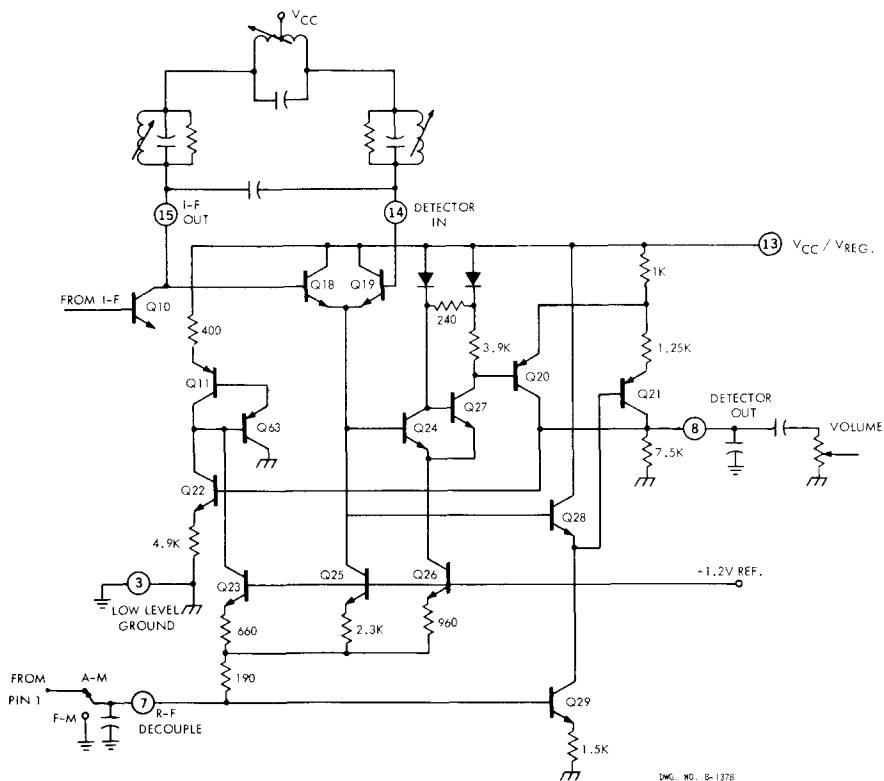 VCC
15
I-F
OUT
14
DETECTOR
IN
13
VCC / VREG.
FROM I-F
Q10
Q18
Q19
400
240
1K
3.9K
1.25K
Q11
Q20
Q21
Q63
Q24
Q27
DETECTOR
OUT
8
VOLUME
7.5K
Q22
Q28
4.9K
Q23
Q25
Q26
+1.2V REF.
3
LOW LEVEL
GROUND
660
2.3K
960
190
FROM
PIN 1
A-M
7
F-M
R-F
DECOUPLE
Q29
1.5K
DWG. NO. B-1378